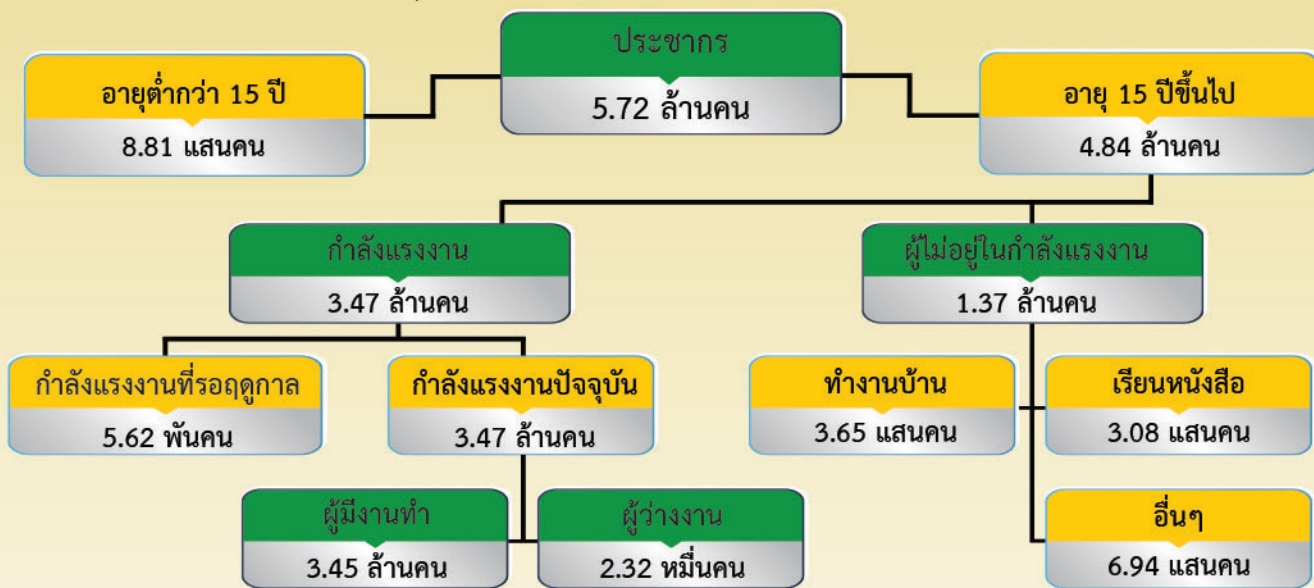 ประชากร
5.72 ล้านคน
อายุต่ำกว่า 15 ปี
8.81 แสนคน
อายุ 15 ปีขึ้นไป
4.84 ล้านคน
กำลังแรงงาน
3.47 ล้านคน
ผู้ไม่อยู่ในกำลังแรงงาน
1.37 ล้านคน
กำลังแรงงานที่รอฤดูกาล
5.62 พันคน
กำลังแรงงานปัจจุบัน
3.47 ล้านคน
ทำงานบ้าน
3.65 แสนคน
เรียนหนังสือ
3.08 แสนคน
ผู้มีงานทำ
3.45 ล้านคน
ผู้ว่างงาน
2.32 หมื่นคน
อื่นๆ
6.94 แสนคน